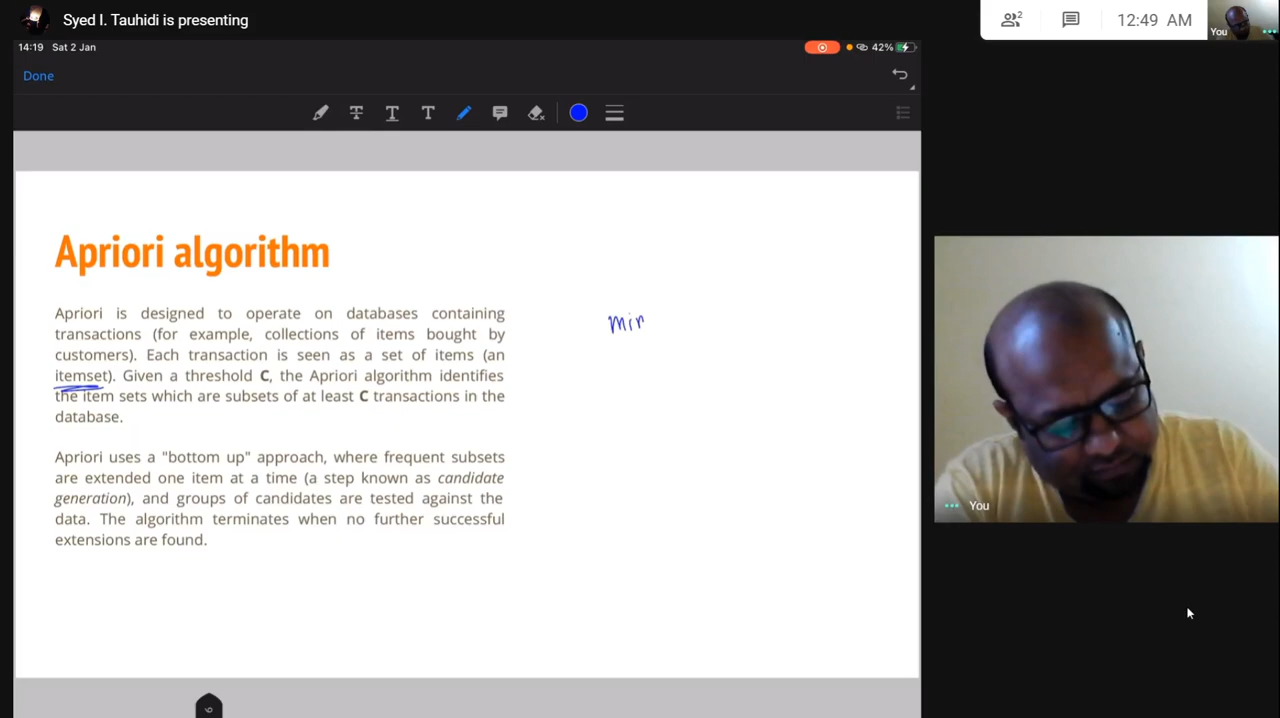 Syed I. Tauhidi is presenting
2
12:49 AM
You
14:19 Sat 2 Jan
42%
Done
T T T
Apriori algorithm
Apriori is designed to operate on databases containing
transactions (for example, collections of items bought by
customers). Each transaction is seen as a set of items (an
itemset). Given a threshold C, the Apriori algorithm identifies
the item sets which are subsets of at least C transactions in the
database.
Apriori uses a "bottom up" approach, where frequent subsets
are extended one item at a time (a step known as candidate
generation), and groups of candidates are tested against the
data. The algorithm terminates when no further successful
extensions are found.
min
You